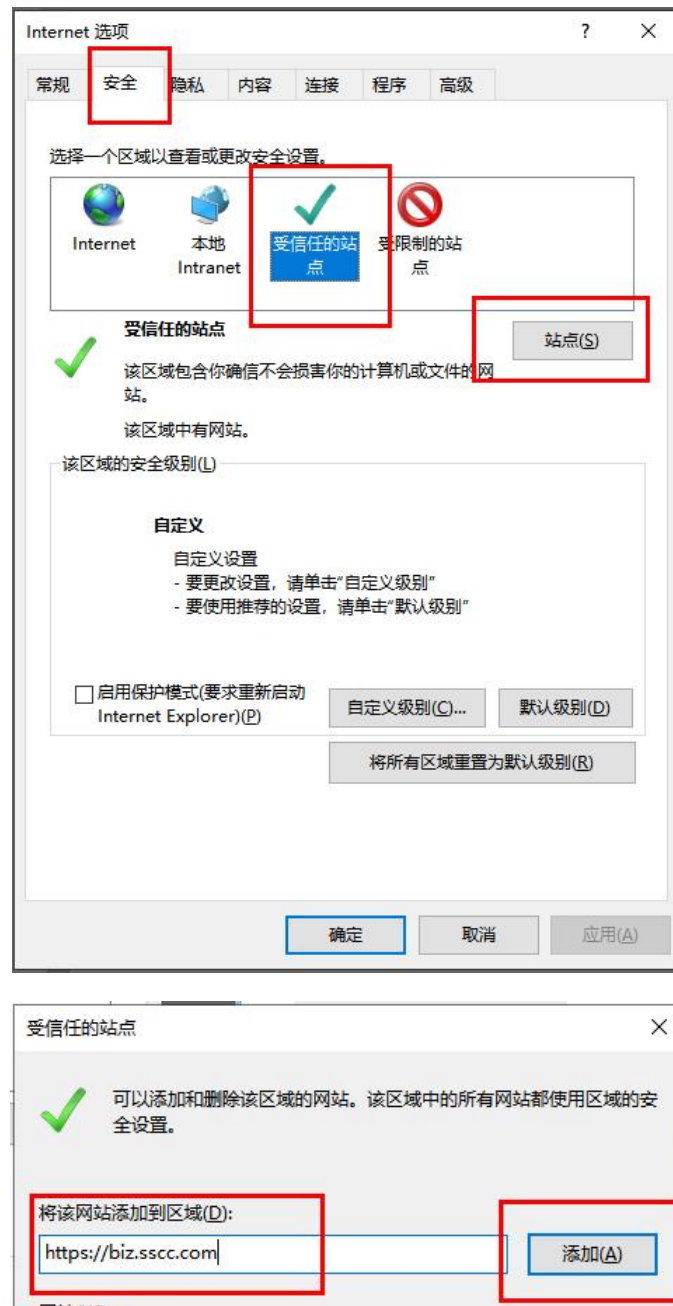 Internet 选项
? ×
常规 安全 隐私 内容 连接 程序 高级
选择一个区域以查看或更改安全设置。
Internet
本地
Intranet
受信任的站
点
受限制的站
点
受信任的站点
站点(S)
该区域包含你确信不会损害你的计算机或文件的网
站。
该区域中有网站。
该区域的安全级别(L)
自定义
自定义设置
- 要更改设置，请单击“自定义级别”
- 要使用推荐的设置，请单击“默认级别”
启用保护模式(要求重新启动
Internet Explorer)(P)
自定义级别(C)...
默认级别(D)
将所有区域重置为默认级别(R)
确定 取消 应用(A)
受信任的站点
×
可以添加和删除该区域的网站。该区域中的所有网站都使用区域的安
全设置。
将该网站添加到区域(D):
https://biz.sscc.com
添加(A)